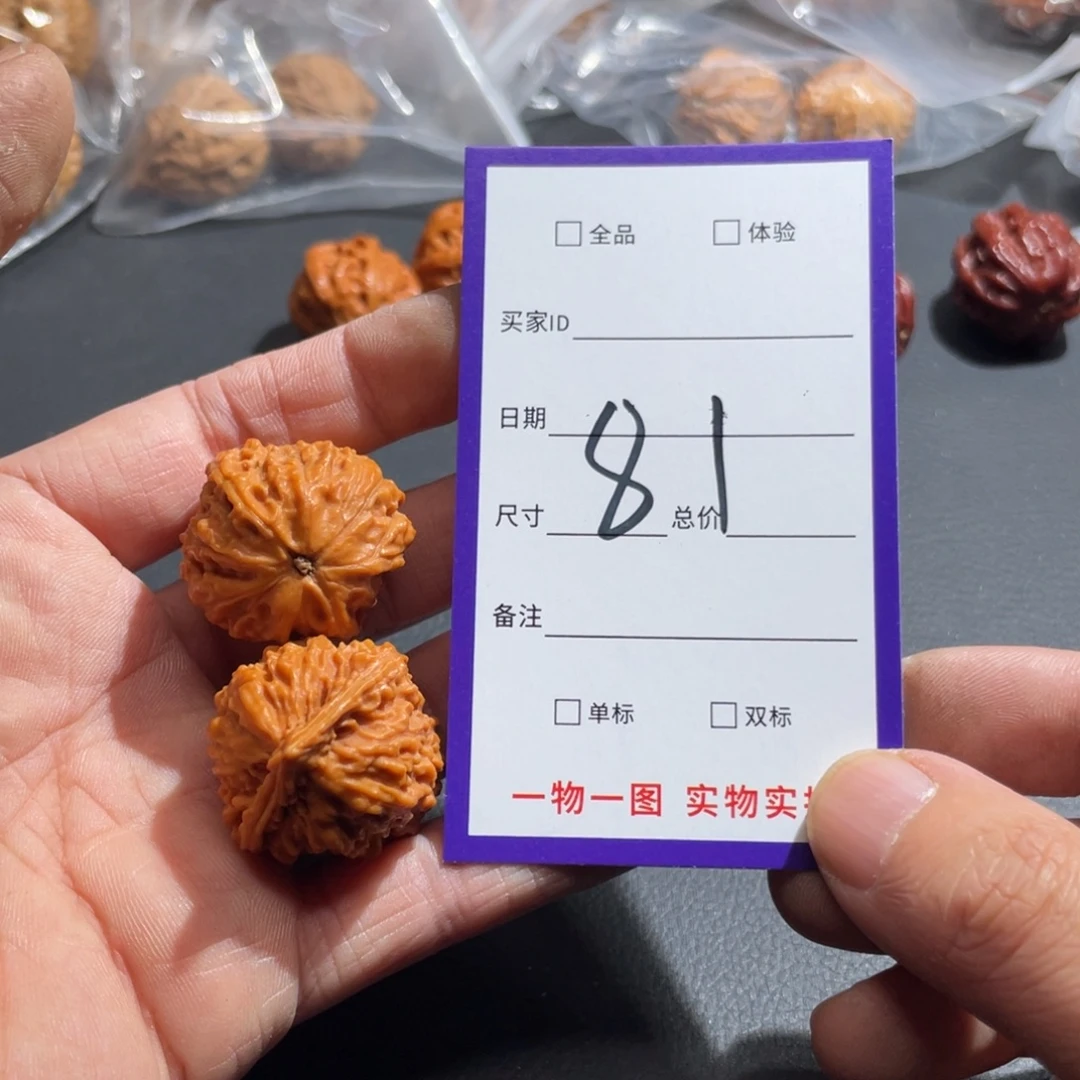 □全品 □体验
买家ID
日期
81
尺寸 总价
备注
□单标 □双标
一物一图 实物实